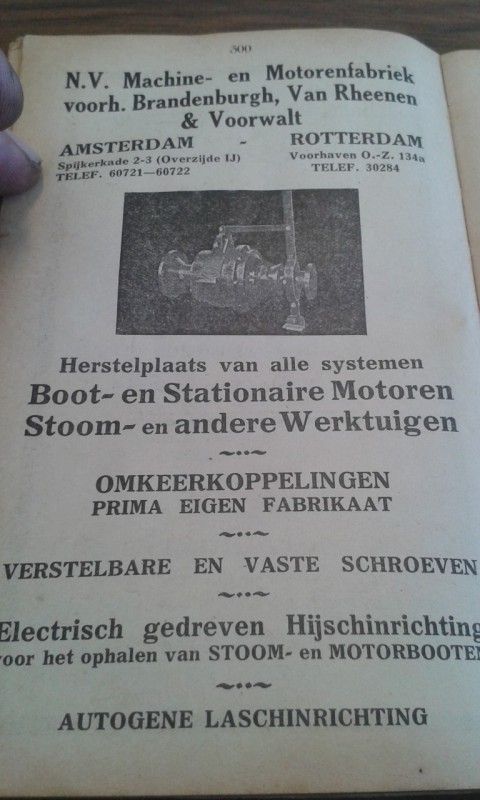 300
N.V. Machine- en Motorenfabriek
voorh. Brandenburgh, Van Rheenen
& Voorwalt
AMSTERDAM - ROTTERDAM
Spijkerkade 2-3 (Overzijde IJ) Voorhaven O.-Z. 134a
TELEF. 60721—60722 TELEF. 30284
Herstelplaats van alle systemen
Boot- en Stationaire Motoren
Stoom- en andere Werktuigen
OMKEERKOPPELINGEN
PRIMA EIGEN FABRIKAAT
VERSTELBARE EN VASTE SCHROEVEN
Electrisch gedreven Hijschinrichting
voor het ophalen van STOOM- en MOTORBOOTEN
AUTOGENE LASCHINRICHTING